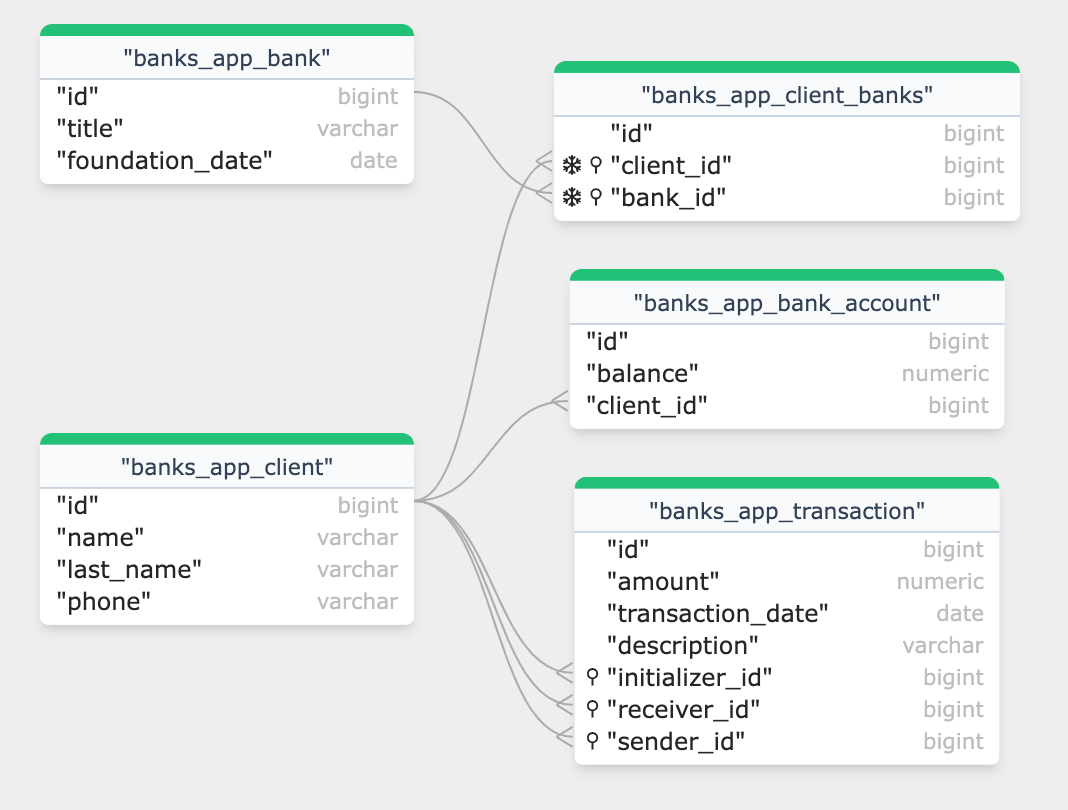 "banks_app_bank"
"id" bigint
"title" varchar
"foundation_date" date
"banks_app_client_banks"
"id" bigint
"client_id" bigint
"bank_id" bigint
"banks_app_bank_account"
"id" bigint
"balance" numeric
"client_id" bigint
"banks_app_client"
"id" bigint
"name" varchar
"last_name" varchar
"phone" varchar
"banks_app_transaction"
"id" bigint
"amount" numeric
"transaction_date" date
"description" varchar
"initializer_id" bigint
"receiver_id" bigint
"sender_id" bigint